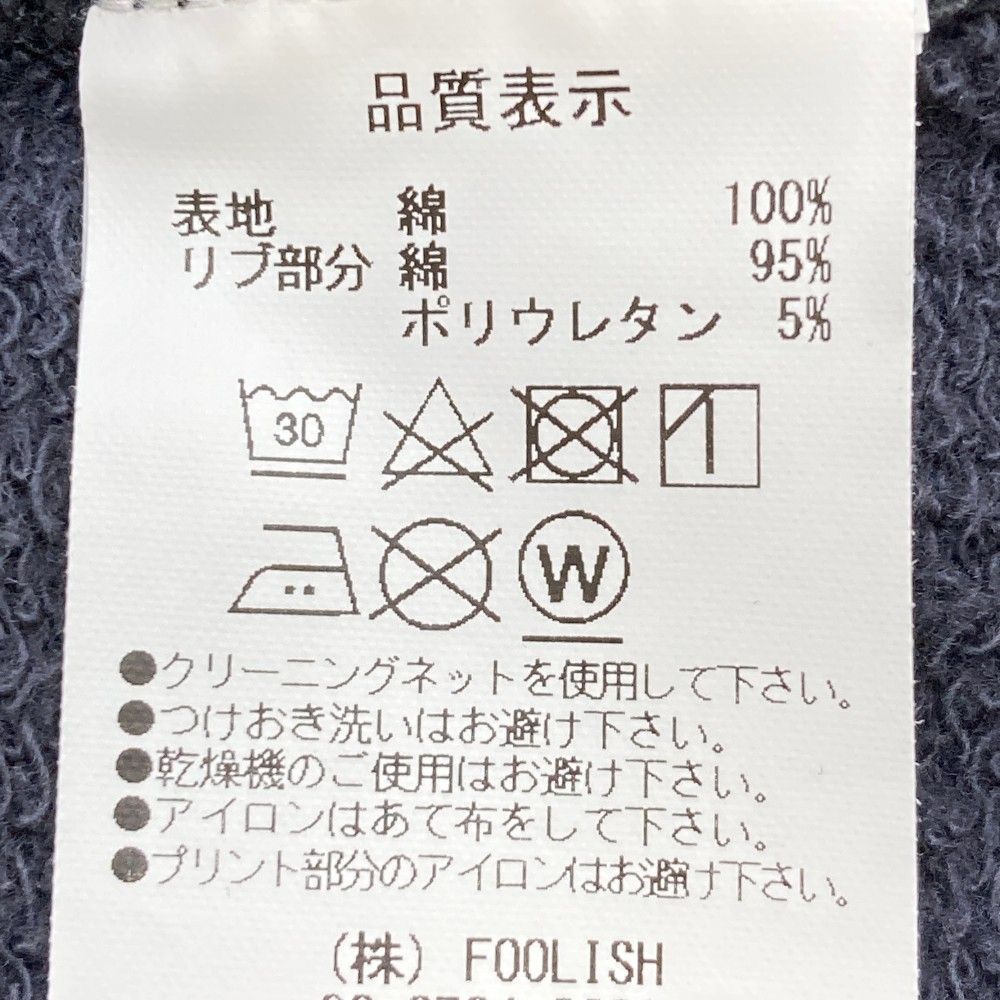 品質表示
表地 綿 100%
リブ部分 綿 95%
ポリウレタン 5%
30
W
●クリーニングネットを使用して下さい。
●つけおき洗いはお避け下さい。
●乾燥機のご使用はお避け下さい。
●アイロンはあて布をして下さい。
●プリント部分のアイロンはお避け下さい。
(株) FOOLISH